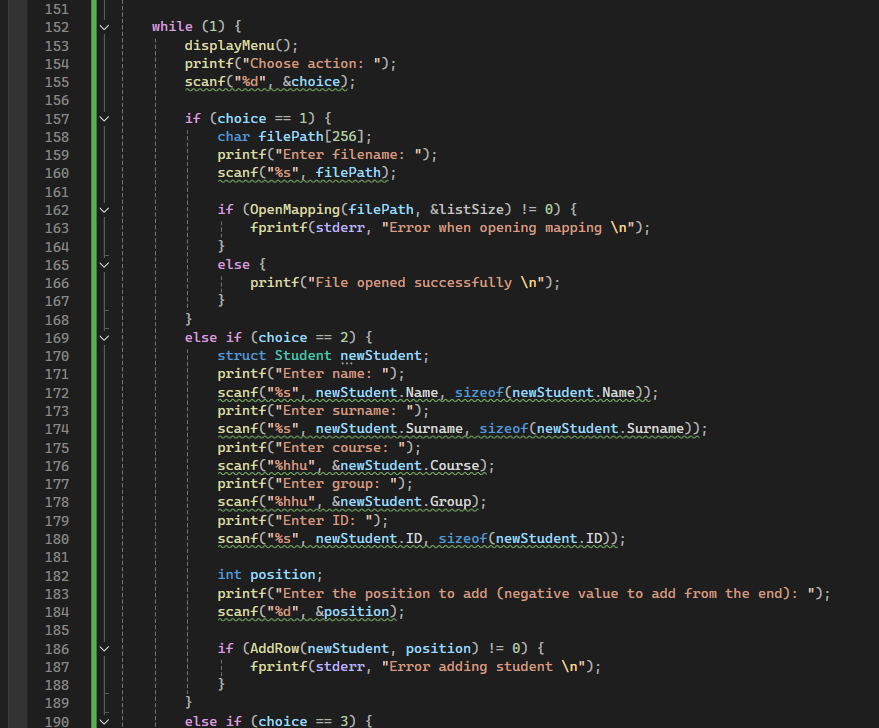 151
152 while (1) {
153 displayMenu();
154 printf("Choose action: ");
155 scanf("%d", &choice);
156
157 if (choice == 1) {
158 char filePath[256];
159 printf("Enter filename: ");
160 scanf("%s", filePath);
161
162 if (OpenMapping(filePath, &listSize) != 0) {
163 fprintf(stderr, "Error when opening mapping \n");
164 }
165 else {
166 printf("File opened successfully \n");
167 }
168 }
169 else if (choice == 2) {
170 struct Student newStudent;
171 printf("Enter name: ");
172 scanf("%s", newStudent.Name, sizeof(newStudent.Name));
173 printf("Enter surname: ");
174 scanf("%s", newStudent.Surname, sizeof(newStudent.Surname));
175 printf("Enter course: ");
176 scanf("%hhu", &newStudent.Course);
177 printf("Enter group: ");
178 scanf("%hhu", &newStudent.Group);
179 printf("Enter ID: ");
180 scanf("%s", newStudent.ID, sizeof(newStudent.ID));
181
182 int position;
183 printf("Enter the position to add (negative value to add from the end): ");
184 scanf("%d", &position);
185
186 if (AddRow(newStudent, position) != 0) {
187 fprintf(stderr, "Error adding student \n");
188 }
189 }
190 else if (choice == 3) {